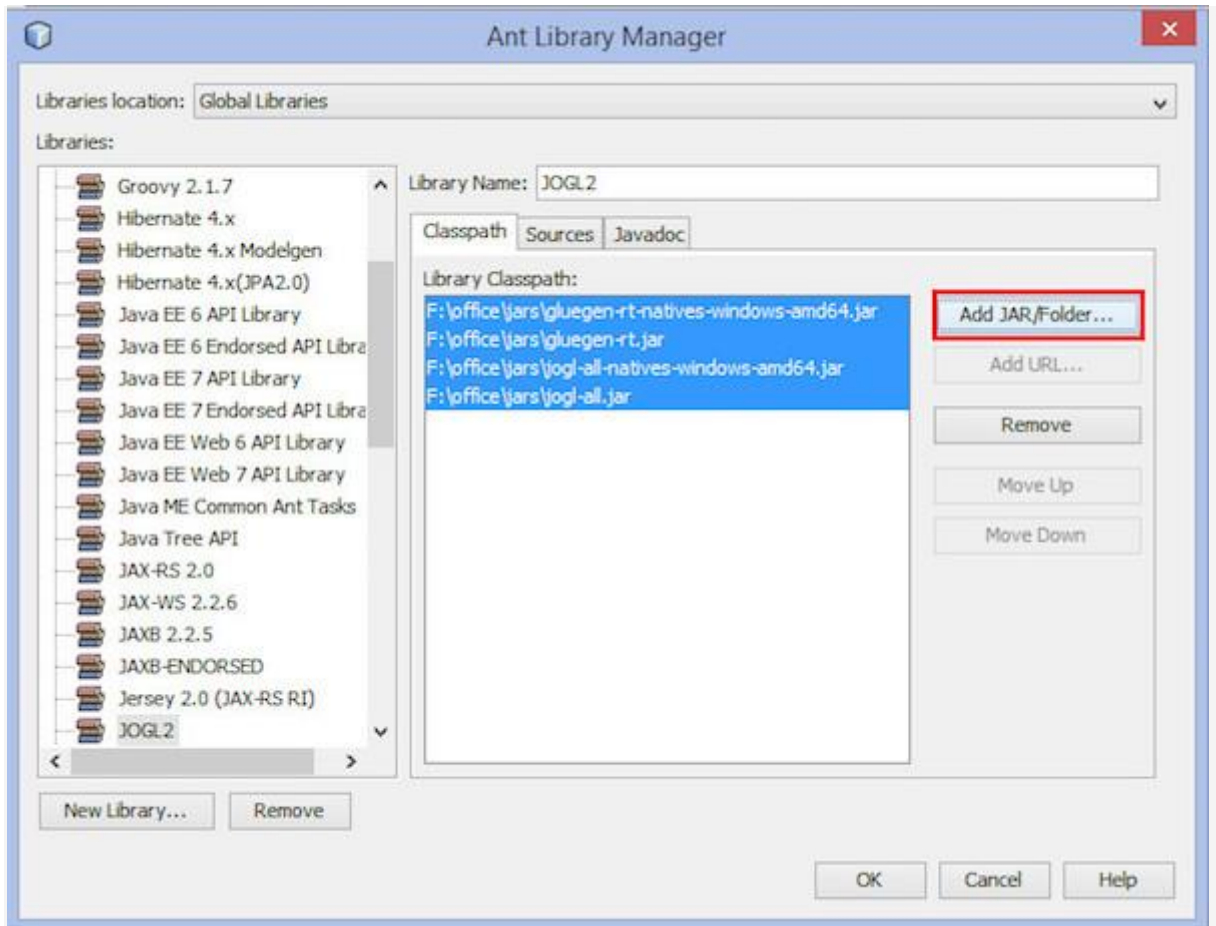 Ant Library Manager
Libraries location: Global Libraries
Libraries:
Groovy 2.1.7
Hibernate 4.x
Hibernate 4.x Modelgen
Hibernate 4.x(JPA2.0)
Java EE 6 API Library
Java EE 6 Endorsed API Libra
Java EE 7 API Library
Java EE 7 Endorsed API Libra
Java EE Web 6 API Library
Java EE Web 7 API Library
Java ME Common Ant Tasks
Java Tree API
JAX-RS 2.0
JAX-WS 2.2.6
JAXB 2.2.5
JAXB-ENDORSED
Jersey 2.0 (JAX-RS RI)
JOGL2
New Library... Remove
Library Name: JOGL2
Classpath Sources Javadoc
Library Classpath:
F:\office\jars\gluegen-rt-natives-windows-amd64.jar
F:\office\jars\gluegen-rt.jar
F:\office\jars\jogl-all-natives-windows-amd64.jar
F:\office\jars\jogl-all.jar
Add JAR/Folder...
Add URL...
Remove
Move Up
Move Down
OK Cancel Help